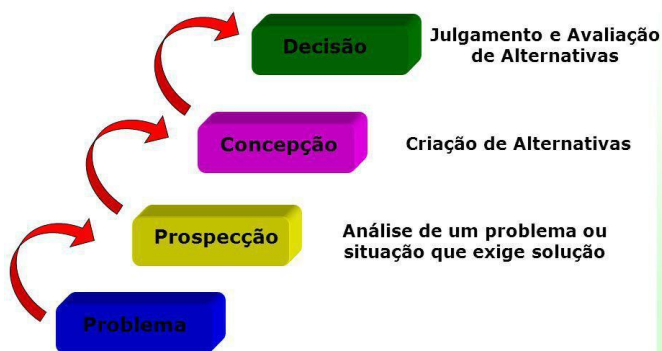 Decisão
Julgamento e Avaliação
de Alternativas
Concepção
Criação de Alternativas
Prospecção
Análise de um problema ou
situação que exige solução
Problema